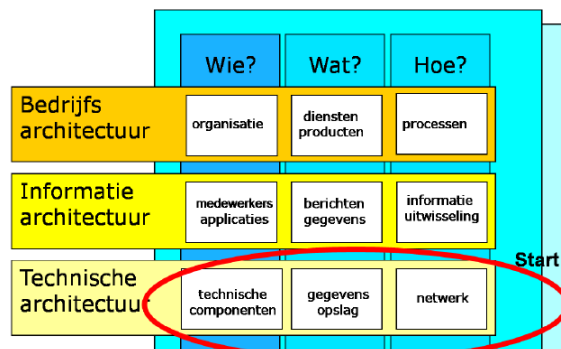 Wie? Wat? Hoe?
Bedrijfs
architectuur
organisatie
diensten
producten
processen
Informatie
architectuur
medewerkers
applicaties
berichten
gegevens
informatie
uitwisseling
Start
Technische
architectuur
technische
componenten
gegevens
opslag
netwerk